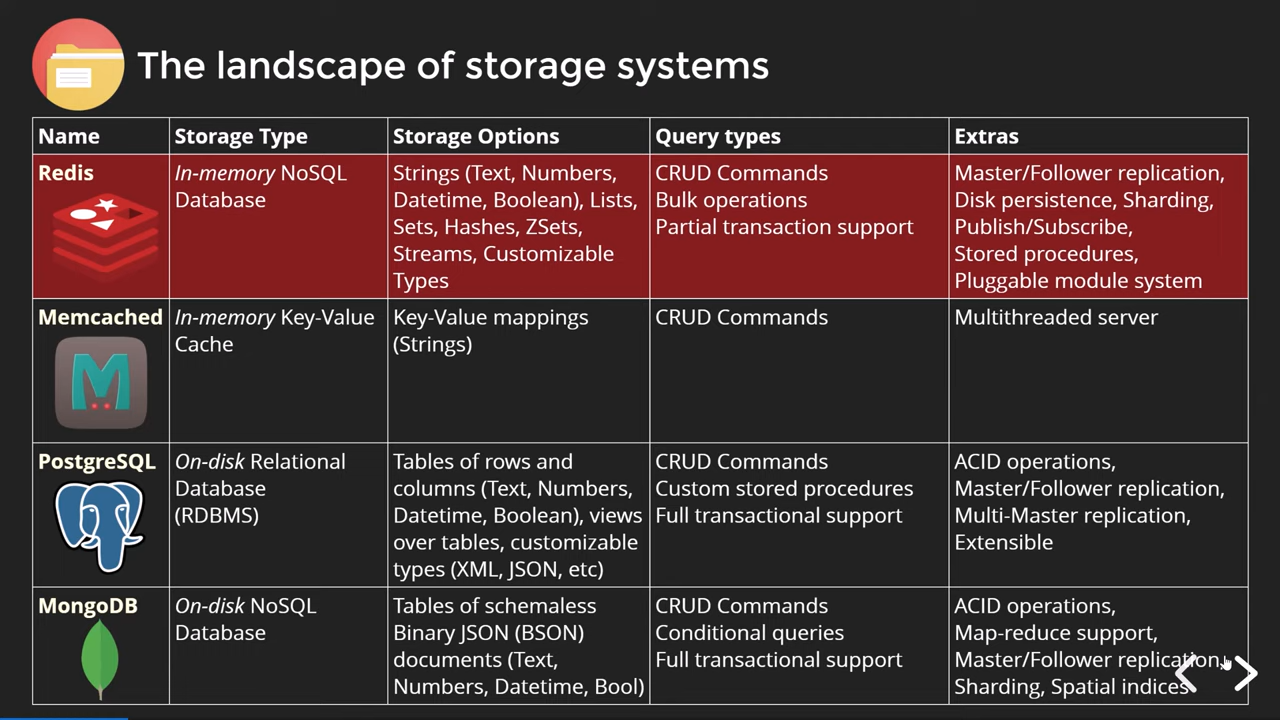 The landscape of storage systems
Name
Storage Type
Storage Options
Query types
Extras
Redis
In-memory NoSQL
Database
Strings (Text, Numbers,
Datetime, Boolean), Lists,
Sets, Hashes, ZSets,
Streams, Customizable
Types
CRUD Commands
Bulk operations
Partial transaction support
Master/Follower replication,
Disk persistence, Sharding,
Publish/Subscribe,
Stored procedures,
Pluggable module system
Memcached
In-memory Key-Value
Cache
Key-Value mappings
(Strings)
CRUD Commands
Multithreaded server
M
PostgreSQL
On-disk Relational
Database
(RDBMS)
Tables of rows and
columns (Text, Numbers,
Datetime, Boolean), views
over tables, customizable
types (XML, JSON, etc)
CRUD Commands
Custom stored procedures
Full transactional support
ACID operations,
Master/Follower replication,
Multi-Master replication,
Extensible
MongoDB
On-disk NoSQL
Database
Tables of schemaless
Binary JSON (BSON)
documents (Text,
Numbers, Datetime, Bool)
CRUD Commands
Conditional queries
Full transactional support
ACID operations,
Map-reduce support,
Master/Follower replication,
Sharding, Spatial indices